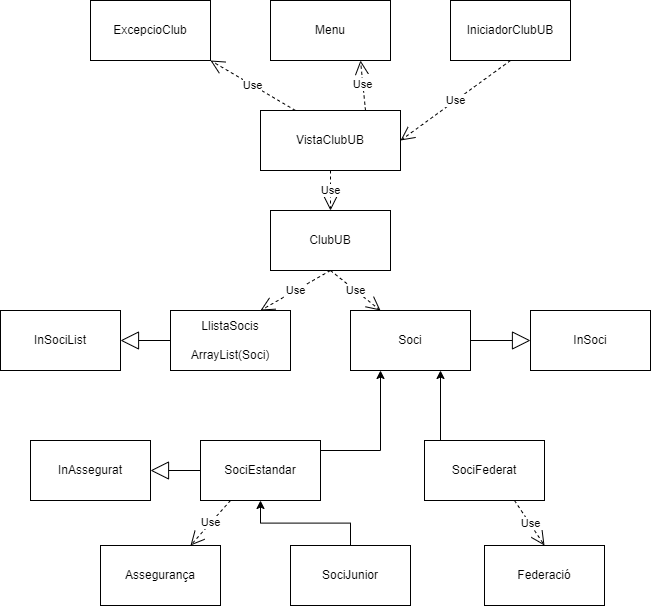 ExcepcioClub
Menu
IniciadorClubUB
Use
Use
Use
VistaClubUB
Use
ClubUB
Use
Use
InSociList
LlistaSocis
ArrayList(Soci)
Soci
InSoci
InAssegurat
SociEstandar
SociFederat
Use
Use
Assegurança
SociJunior
Federació